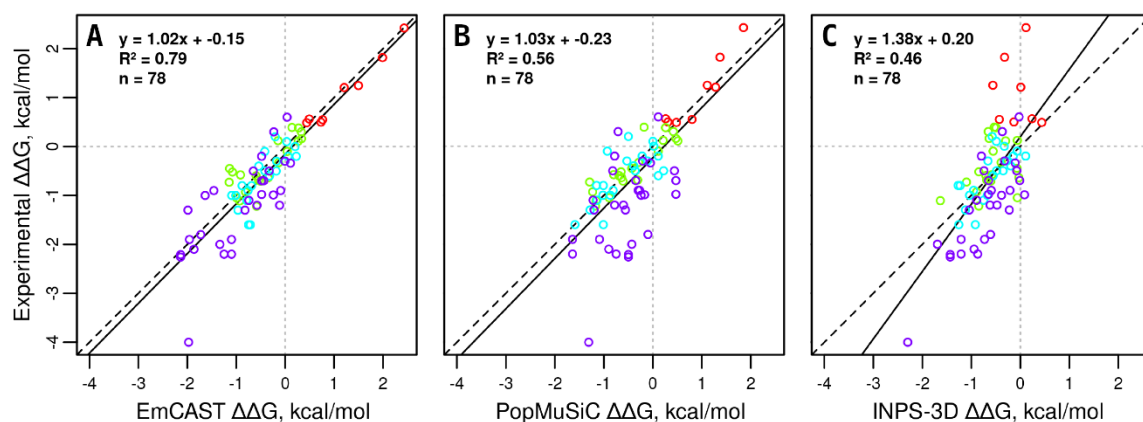 A
y = 1.02x + -0.15
R² = 0.79
n = 78
B
y = 1.03x + -0.23
R² = 0.56
n = 78
C
y = 1.38x + 0.20
R² = 0.46
n = 78
Experimental ΔΔG, kcal/mol
2
1
0
-1
-2
-3
-4
-4 -3 -2 -1 0 1 2
-4 -3 -2 -1 0 1 2
-4 -3 -2 -1 0 1 2
EmCAST ΔΔG, kcal/mol
PopMuSiC ΔΔG, kcal/mol
INPS-3D ΔΔG, kcal/mol